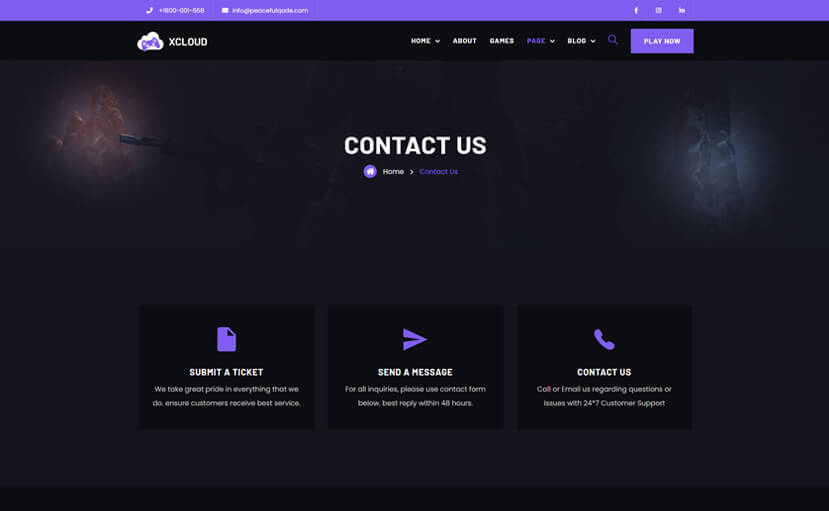 +1800-001-658
info@peacefulqode.com
XCLOUD
HOME
ABOUT
GAMES
PAGE
BLOG
PLAY NOW
CONTACT US
Home
Contact Us
SUBMIT A TICKET
We take great pride in everything that we
do. ensure customers receive best service.
SEND A MESSAGE
For all inquiries, please use contact form
below. best reply within 48 hours.
CONTACT US
Call or Email us regarding questions or
issues with 24*7 Customer Support